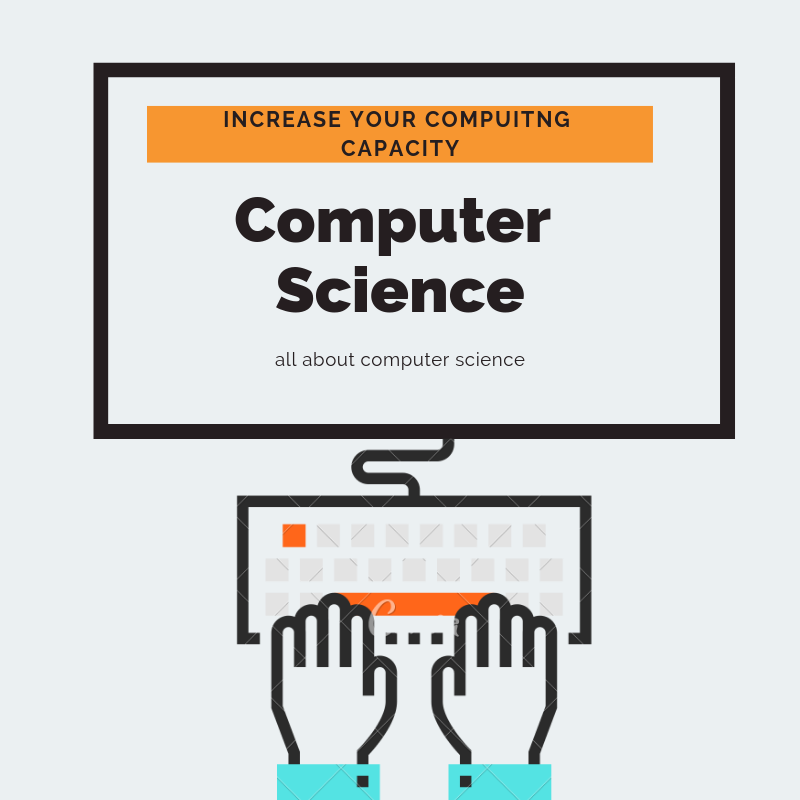 INCREASE YOUR COMPUITNG
CAPACITY
Computer
Science
all about computer science